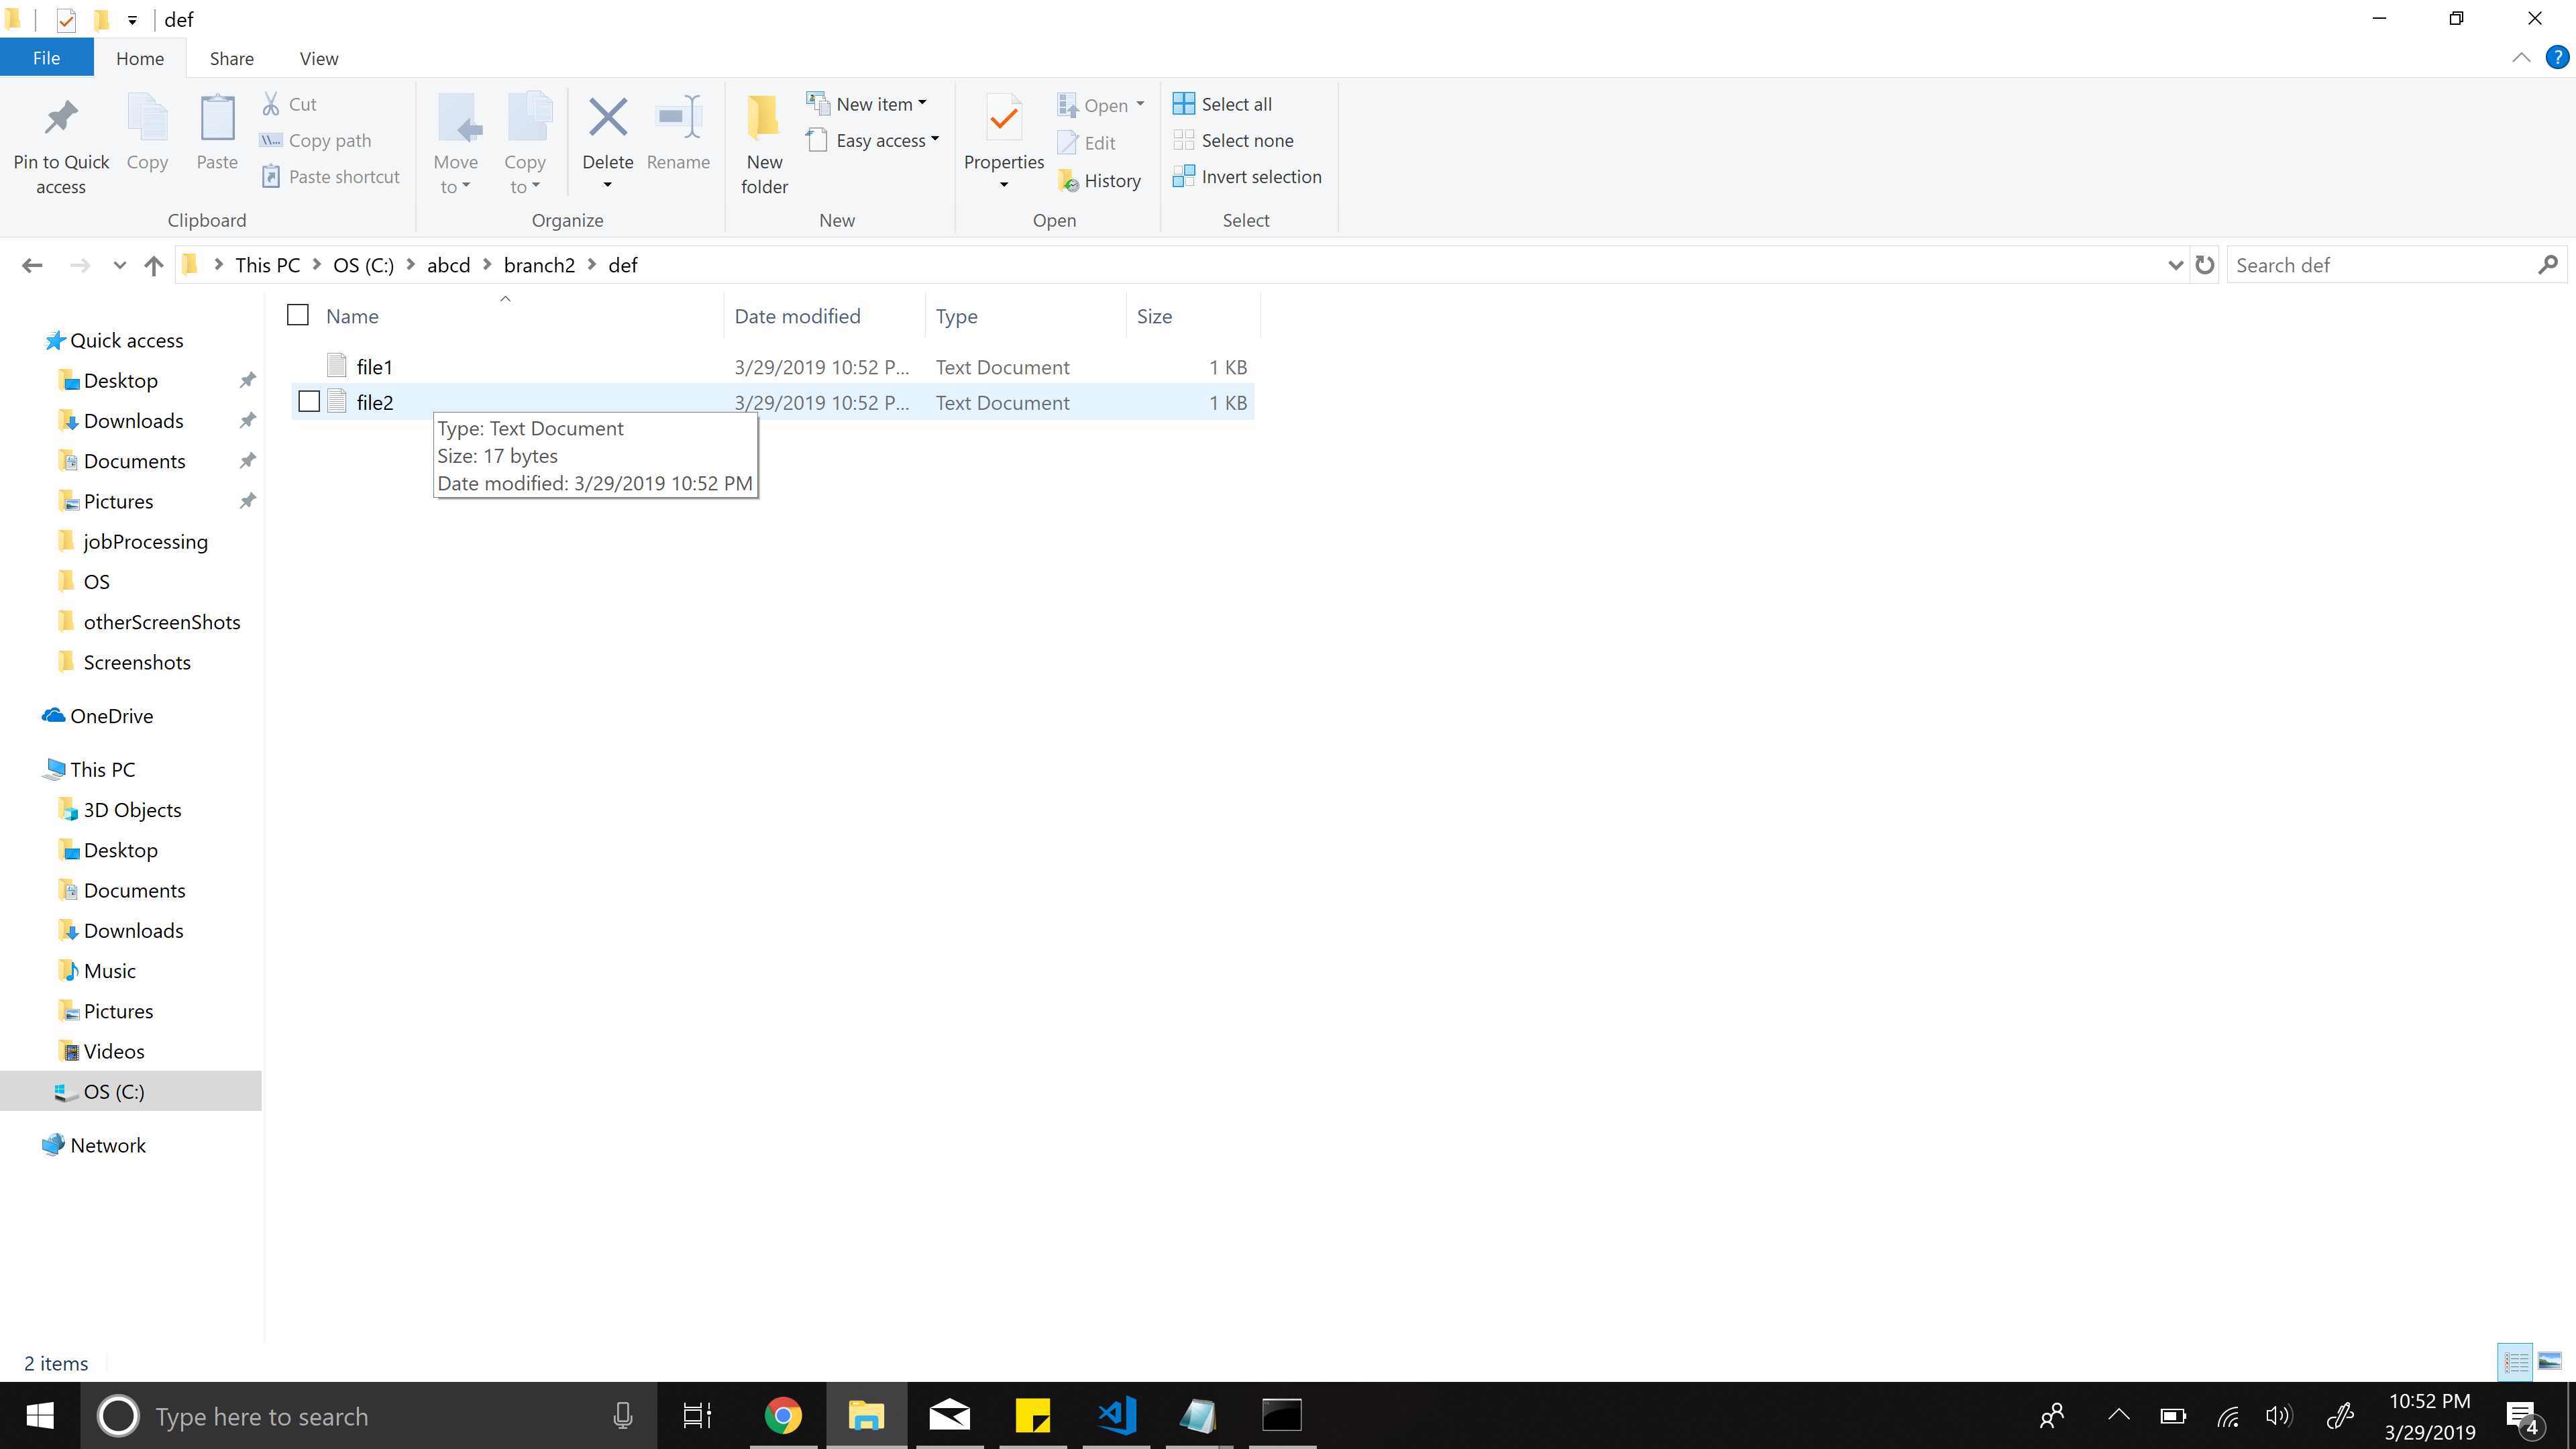 def
File Home Share View
Pin to Quick access
Copy
Paste
Cut
Copy path
Paste shortcut
Clipboard
Move to
Copy to
Delete
Rename
Organize
New folder
New item
Easy access
New
Properties
Open
Edit
History
Open
Select all
Select none
Invert selection
Select
This PC OS (C:) abcd branch2 def
Search def
Name Date modified Type Size
file1 3/29/2019 10:52 P... Text Document 1 KB
file2 3/29/2019 10:52 P... Text Document 1 KB
Type: Text Document
Size: 17 bytes
Date modified: 3/29/2019 10:52 PM
Quick access
Desktop
Downloads
Documents
Pictures
jobProcessing
OS
otherScreenShots
Screenshots
OneDrive
This PC
3D Objects
Desktop
Documents
Downloads
Music
Pictures
Videos
OS (C:)
Network
2 items
Type here to search
10:52 PM
3/29/2019
4